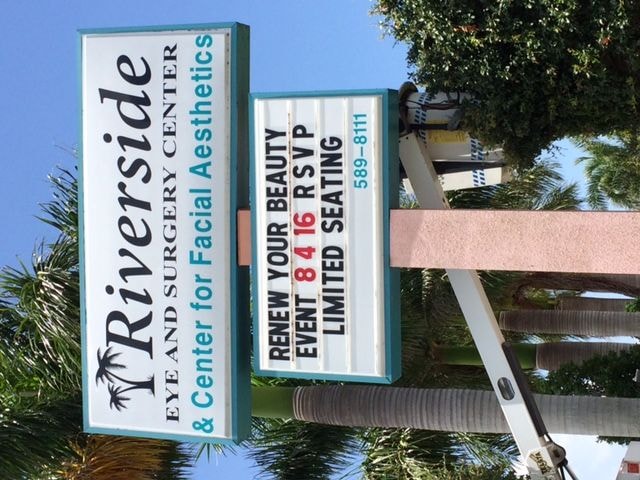 Riverside
EYE AND SURGERY CENTER
& Center for Facial Aesthetics
RENEW YOUR BEAUTY
EVENT 8 4 16 RSVP
LIMITED SEATING
589-8111